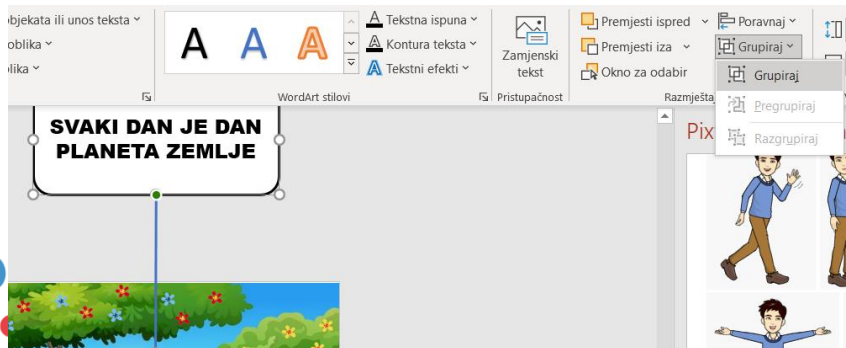 objekata ili unos teksta
oblika
olika
A A A
Tekstna ispuna
Kontura teksta
Tekstni efekti
WordArt stilovi
Zamjenski
tekst
Pristupačnost
Premjesti ispred
Premjesti iza
Okno za odabir
Poravnaj
Grupiraj
Razmješta
Grupiraj
Pregrupiraj
Razgrupiraj
SVAKI DAN JE DAN
PLANETA ZEMLJE
Pix